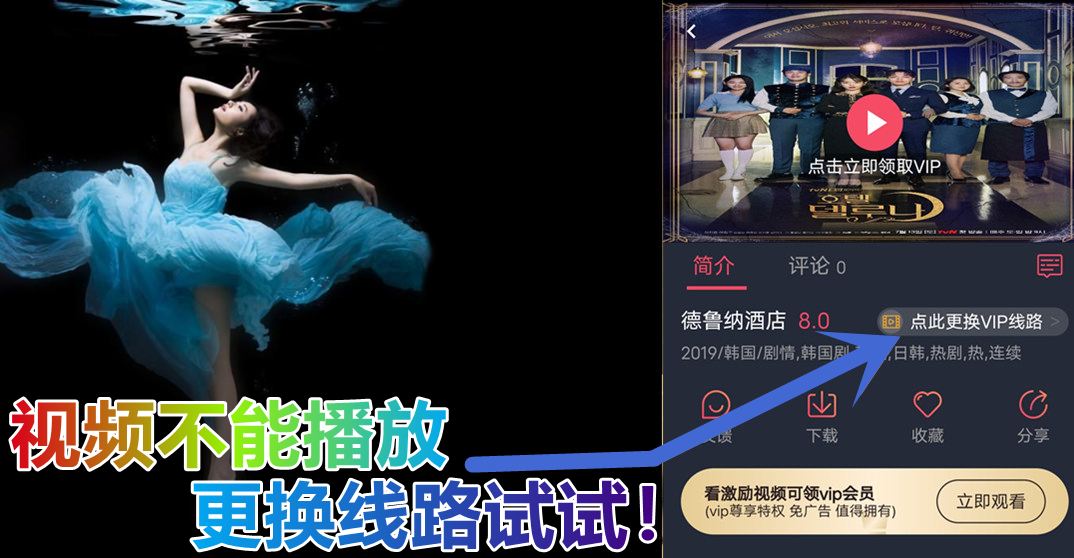 视频不能播放
更换线路试试!
点击立即领取VIP
호텔
델루나
简介
评论 0
德鲁纳酒店 8.0
点此更换VIP线路 >
2019/韩国/剧情,韩国剧,日韩,热剧,热,连续
反馈
下载
收藏
分享
看激励视频可领vip会员
(vip尊享特权 免广告 值得拥有)
立即观看